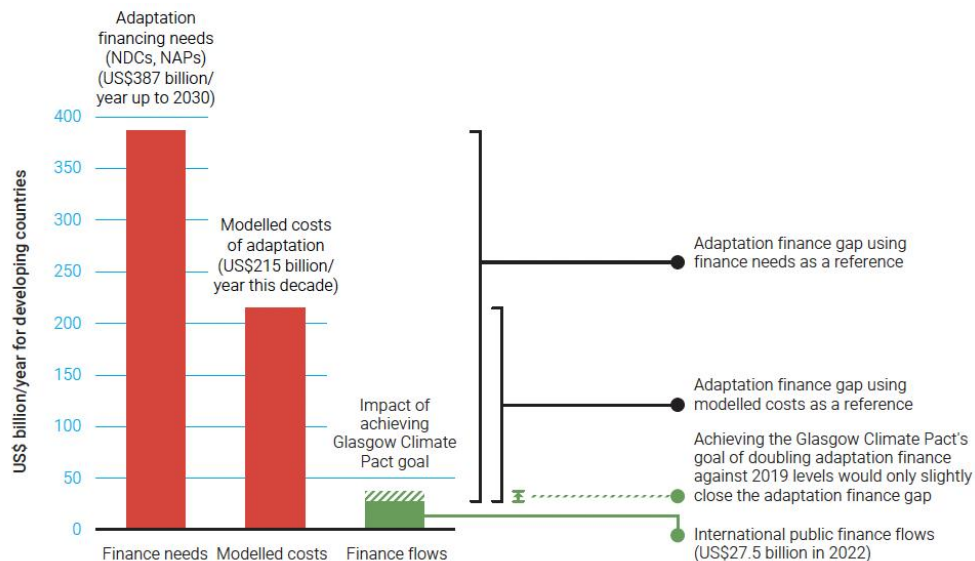 Adaptation
financing needs
(NDCs, NAPs)
(US$387 billion/
year up to 2030)
US$ billion/year for developing countries
400
350
300
250
200
150
100
50
0
Modelled costs
of adaptation
(US$215 billion/
year this decade)
Impact of
achieving
Glasgow Climate
Pact goal
Finance needs
Modelled costs
Finance flows
Adaptation finance gap using
finance needs as a reference
Adaptation finance gap using
modelled costs as a reference
Achieving the Glasgow Climate Pact's
goal of doubling adaptation finance
against 2019 levels would only slightly
close the adaptation finance gap
International public finance flows
(US$27.5 billion in 2022)